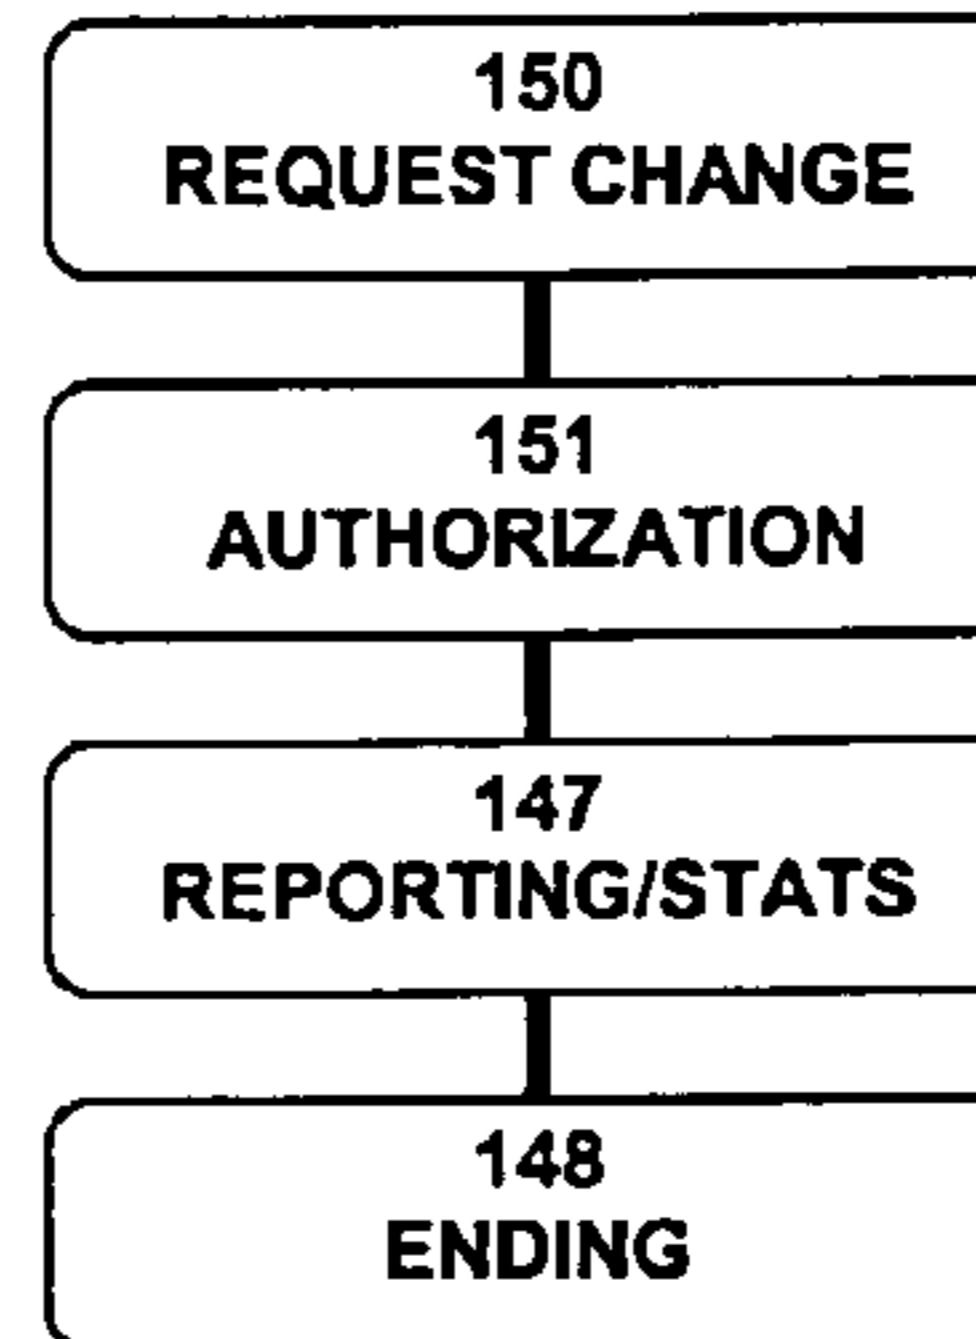 150
REQUEST CHANGE
151
AUTHORIZATION
147
REPORTING/STATS
148
ENDING